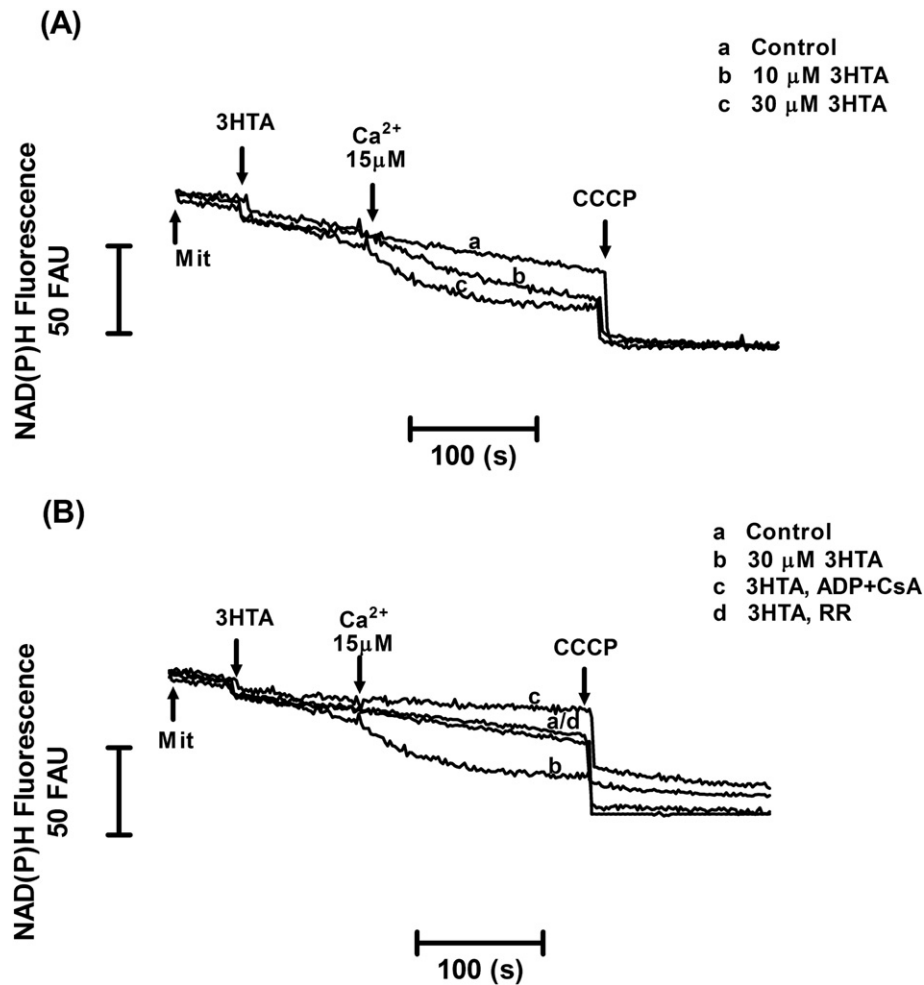 (A)
a Control
b 10 μM 3HTA
c 30 μM 3HTA
3HTA
Ca²⁺
15μM
CCCP
Mit
a
b
c
NAD(P)H Fluorescence
50 FAU
100 (s)
(B)
a Control
b 30 μM 3HTA
c 3HTA, ADP+CsA
d 3HTA, RR
3HTA
Ca²⁺
15μM
CCCP
Mit
c
a/d
b
NAD(P)H Fluorescence
50 FAU
100 (s)